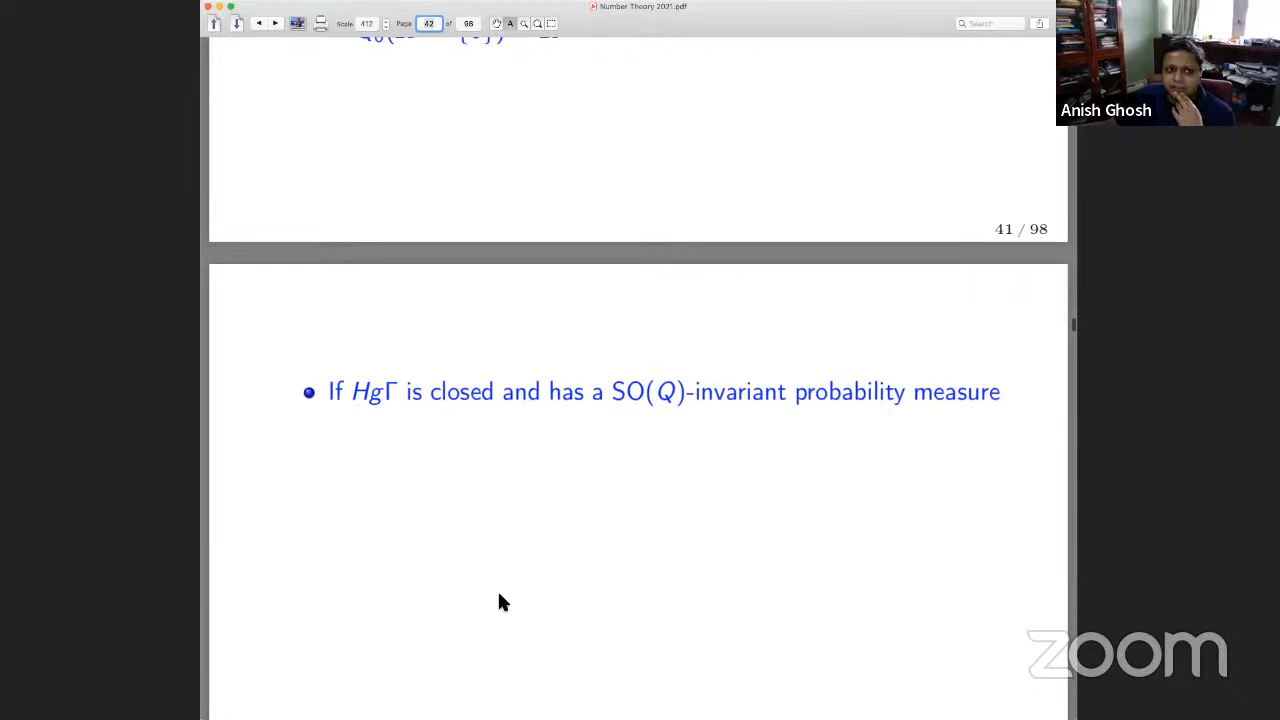 Number Theory 2021.pdf
Scale 412 Page 42 of 98 A Search
Anish Ghosh
41 / 98
If HgΓ is closed and has a SO(Q)-invariant probability measure
zoom